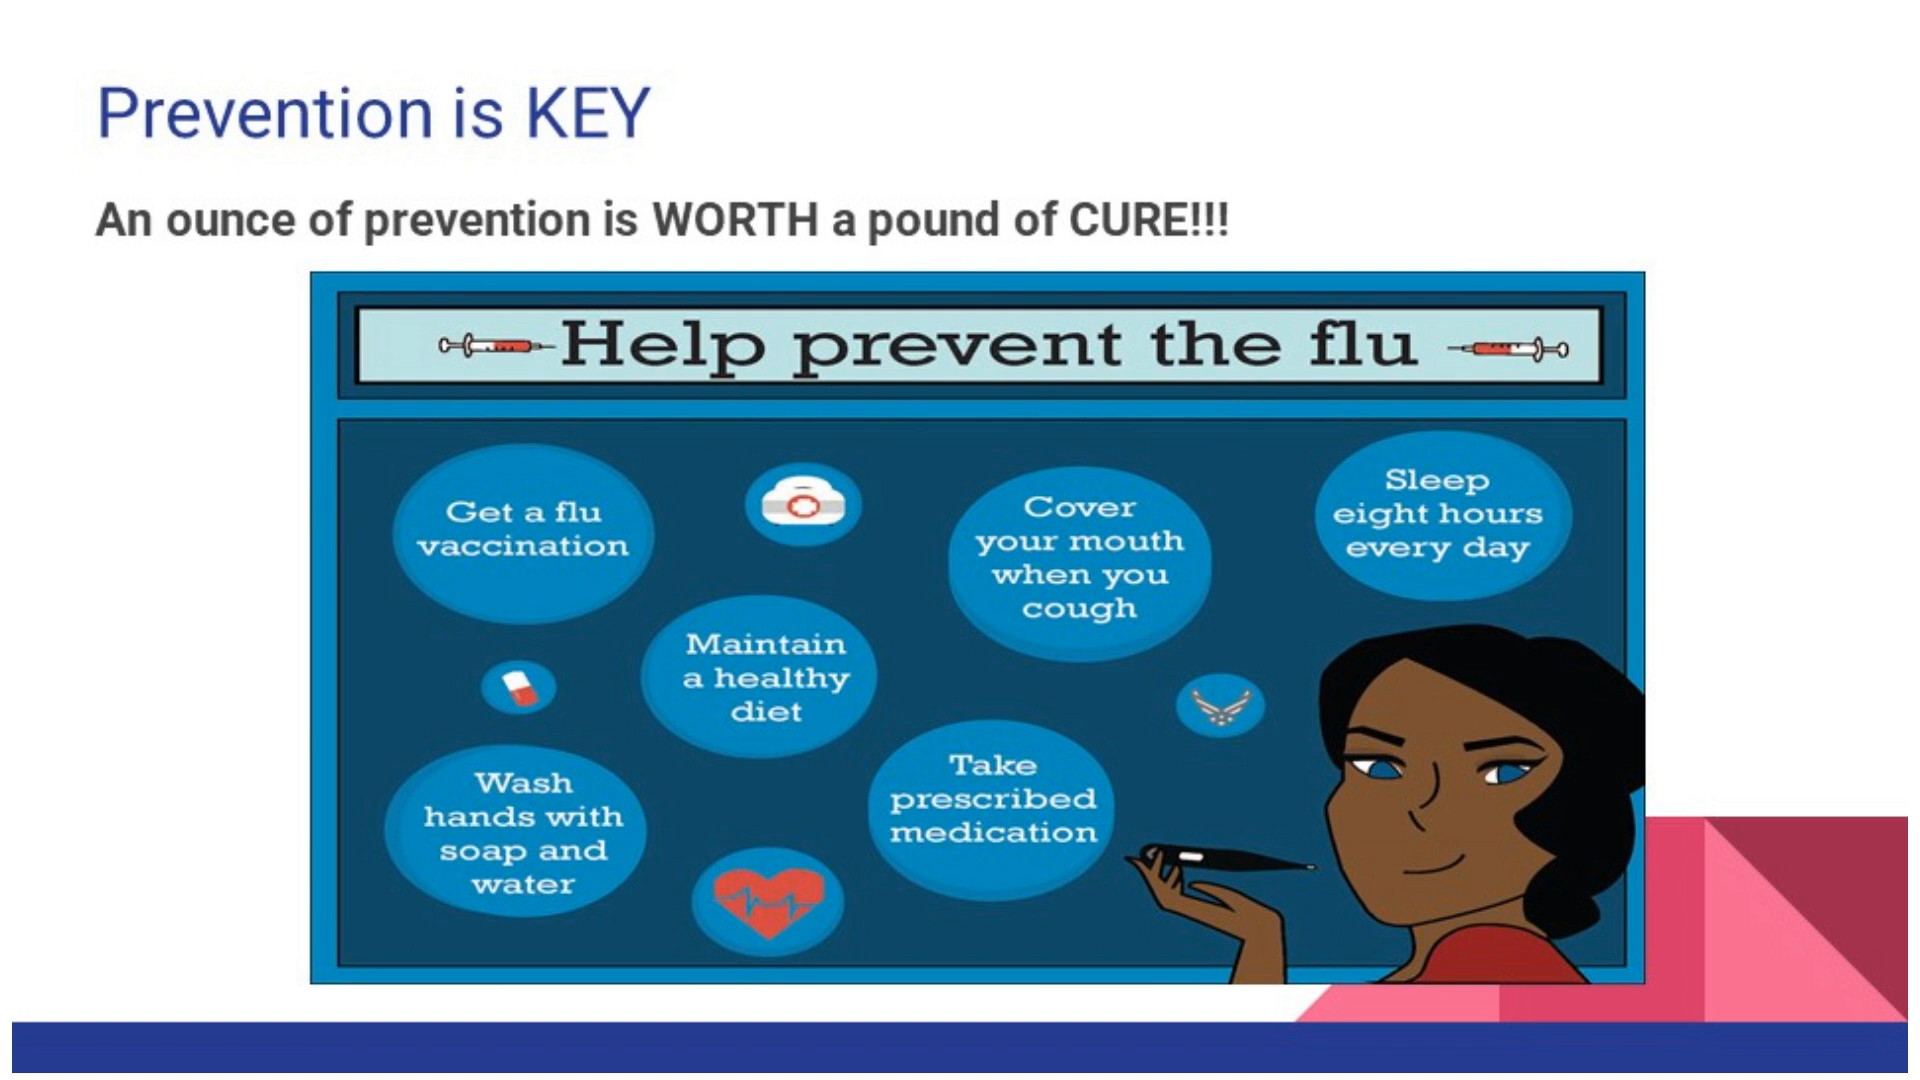 Prevention is KEY
An ounce of prevention is WORTH a pound of CURE!!!
Help prevent the flu
Get a flu
vaccination
Cover
your mouth
when you
cough
Sleep
eight hours
every day
Maintain
a healthy
diet
Wash
hands with
soap and
water
Take
prescribed
medication